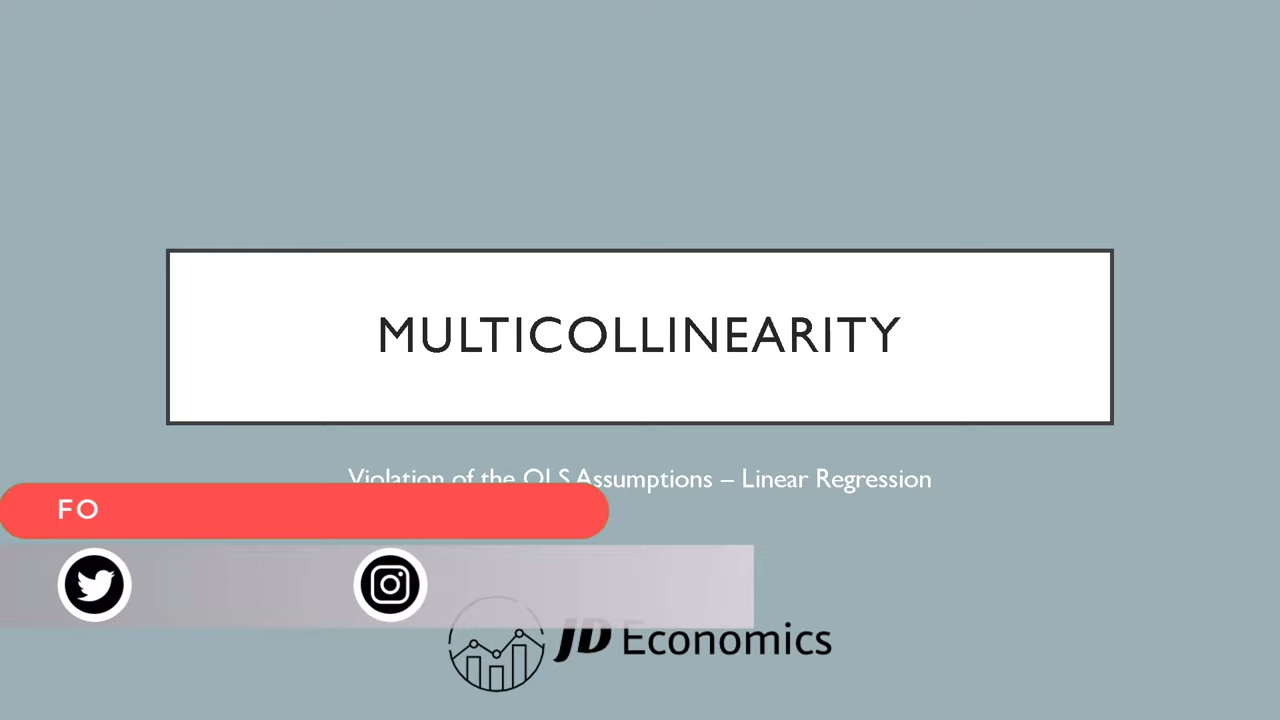 MULTICOLLINEARITY
Violation of the OLS Assumptions – Linear Regression
FO
JD Economics